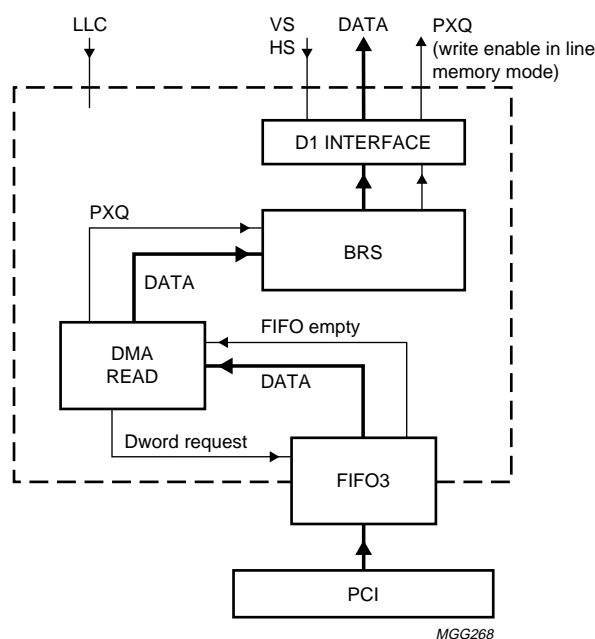 LLC
VS
HS
DATA
PXQ
(write enable in line
memory mode)
D1 INTERFACE
PXQ
BRS
DATA
FIFO empty
DMA
READ
DATA
Dword request
FIFO3
PCI
MGG268